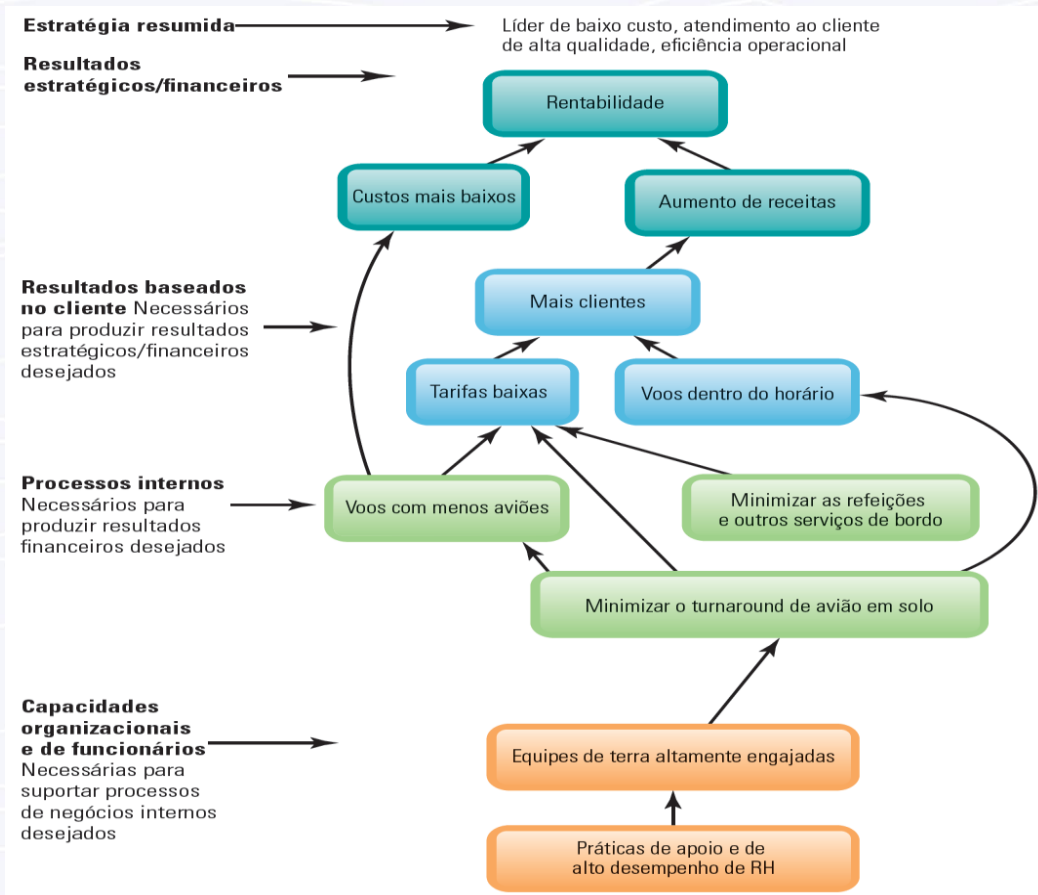 Estratégia resumida
Líder de baixo custo, atendimento ao cliente
de alta qualidade, eficiência operacional
Resultados
estratégicos/financeiros
Rentabilidade
Custos mais baixos
Aumento de receitas
Resultados baseados
no cliente Necessários
para produzir resultados
estratégicos/financeiros
desejados
Mais clientes
Tarifas baixas
Voos dentro do horário
Processos internos
Necessários para
produzir resultados
financeiros desejados
Voos com menos aviões
Minimizar as refeições
e outros serviços de bordo
Minimizar o turnaround de avião em solo
Capacidades
organizacionais
e de funcionários
Necessárias para
suportar processos
de negócios internos
desejados
Equipes de terra altamente engajadas
Práticas de apoio e de
alto desempenho de RH